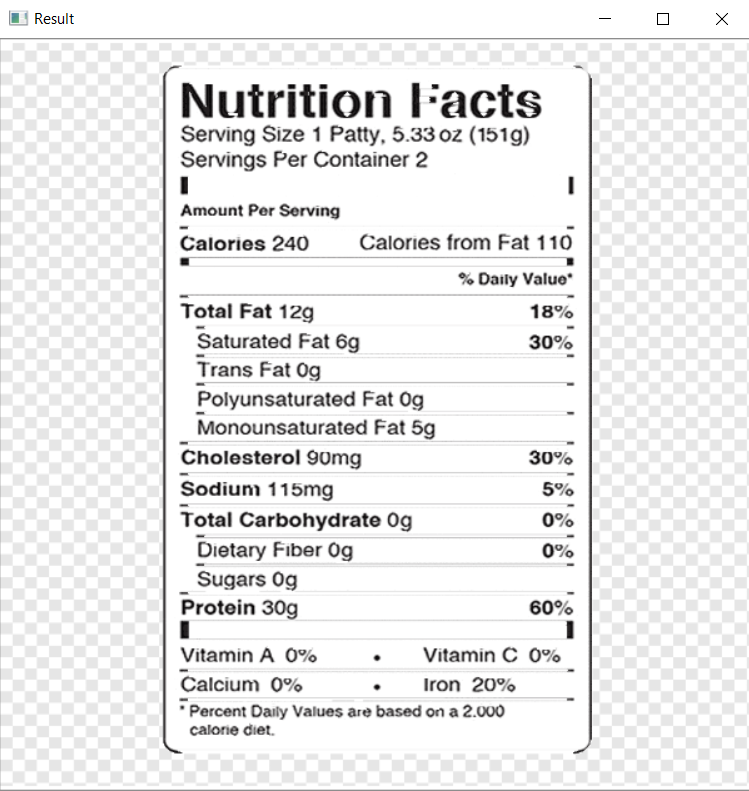 Result
Nutrition Facts
Serving Size 1 Patty, 5.33 oz (151g)
Servings Per Container 2
Amount Per Serving
Calories 240 Calories from Fat 110
% Daily Value*
Total Fat 12g 18%
Saturated Fat 6g 30%
Trans Fat 0g
Polyunsaturated Fat 0g
Monounsaturated Fat 5g
Cholesterol 90mg 30%
Sodium 115mg 5%
Total Carbohydrate 0g 0%
Dietary Fiber 0g 0%
Sugars 0g
Protein 30g 60%
Vitamin A 0% • Vitamin C 0%
Calcium 0% • Iron 20%
* Percent Daily Values are based on a 2,000
calorie diet.